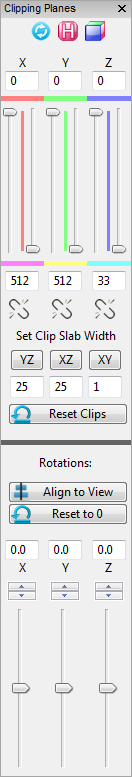 Clipping Planes
X Y Z
0 0 0
512 512 33
Set Clip Slab Width
YZ XZ XY
25 25 1
Reset Clips
Rotations:
Align to View
Reset to 0
0.0 0.0 0.0
X Y Z